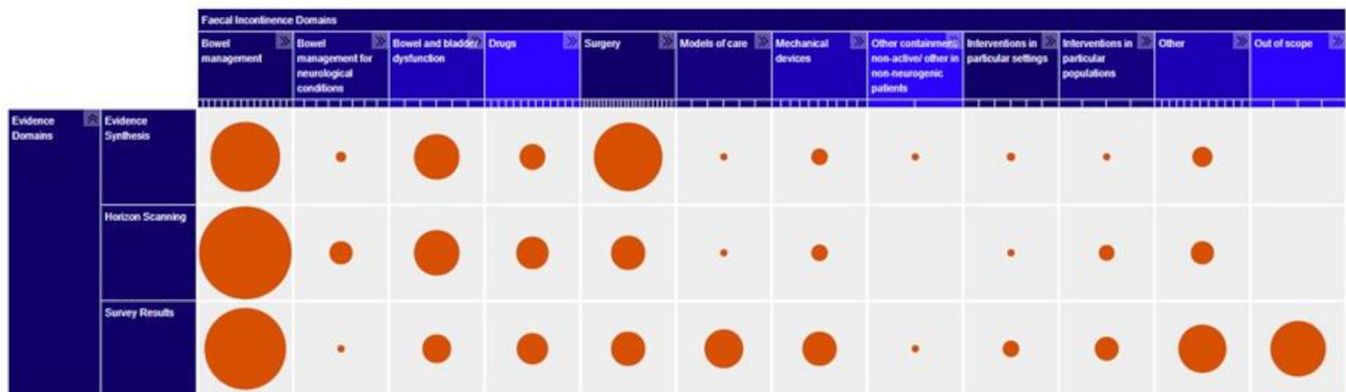 Faecal Incontinence Domains
Bowel
management
Bowel
management for
neurological
conditions
Bowel and bladder
dysfunction
Drugs
Surgery
Models of care
Mechanical
devices
Other containment:
non-active/ other in
non-neurogenic
patients
Interventions in
particular settings
Interventions in
particular
populations
Other
Out of scope
Evidence
Domains
Evidence
Synthesis
Horizon Scanning
Survey Results